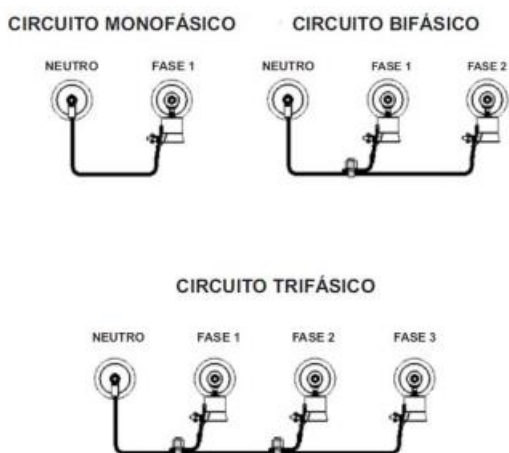 CIRCUITO MONOFÁSICO
NEUTRO FASE 1
CIRCUITO BIFÁSICO
NEUTRO FASE 1 FASE 2
CIRCUITO TRIFÁSICO
NEUTRO FASE 1 FASE 2 FASE 3